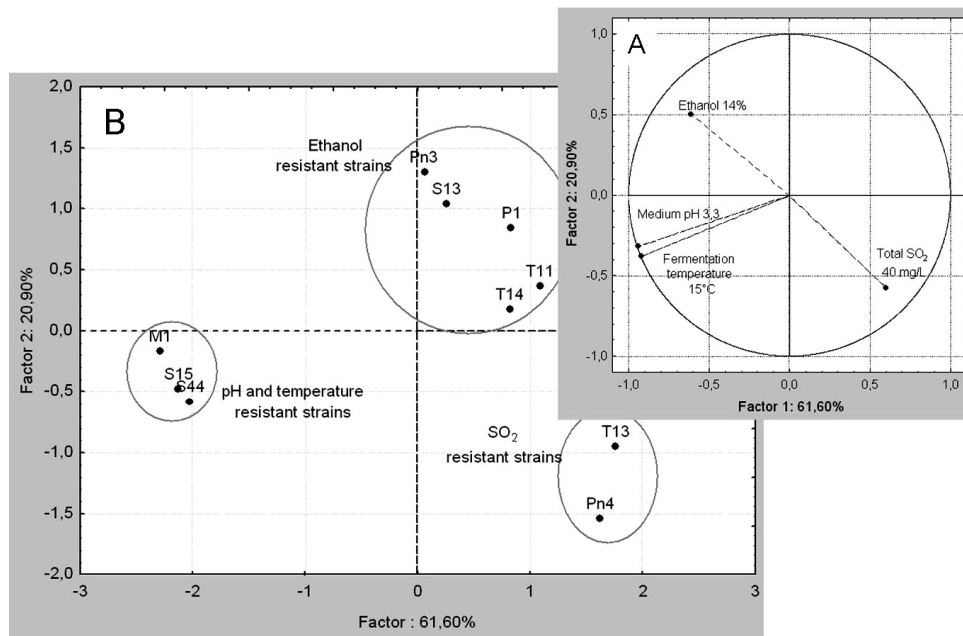 A
1,0
0,5
0,0
-0,5
-1,0
Factor 2: 20,90%
Ethanol 14%
Medium pH 3,3
Fermentation
temperature
15°C
Total SO₂
40 mg/L
-1,0 -0,5 0,0 0,5 1,0
Factor 1: 61,60%
B
2,0
1,5
1,0
0,5
0,0
-0,5
-1,0
-1,5
-2,0
Factor 2: 20,90%
Ethanol
resistant strains
Pn3
S13
P1
T11
T14
M1
S15
S44
pH and temperature
resistant strains
SO₂
resistant strains
T13
Pn4
-3 -2 -1 0 1 2 3
Factor : 61,60%